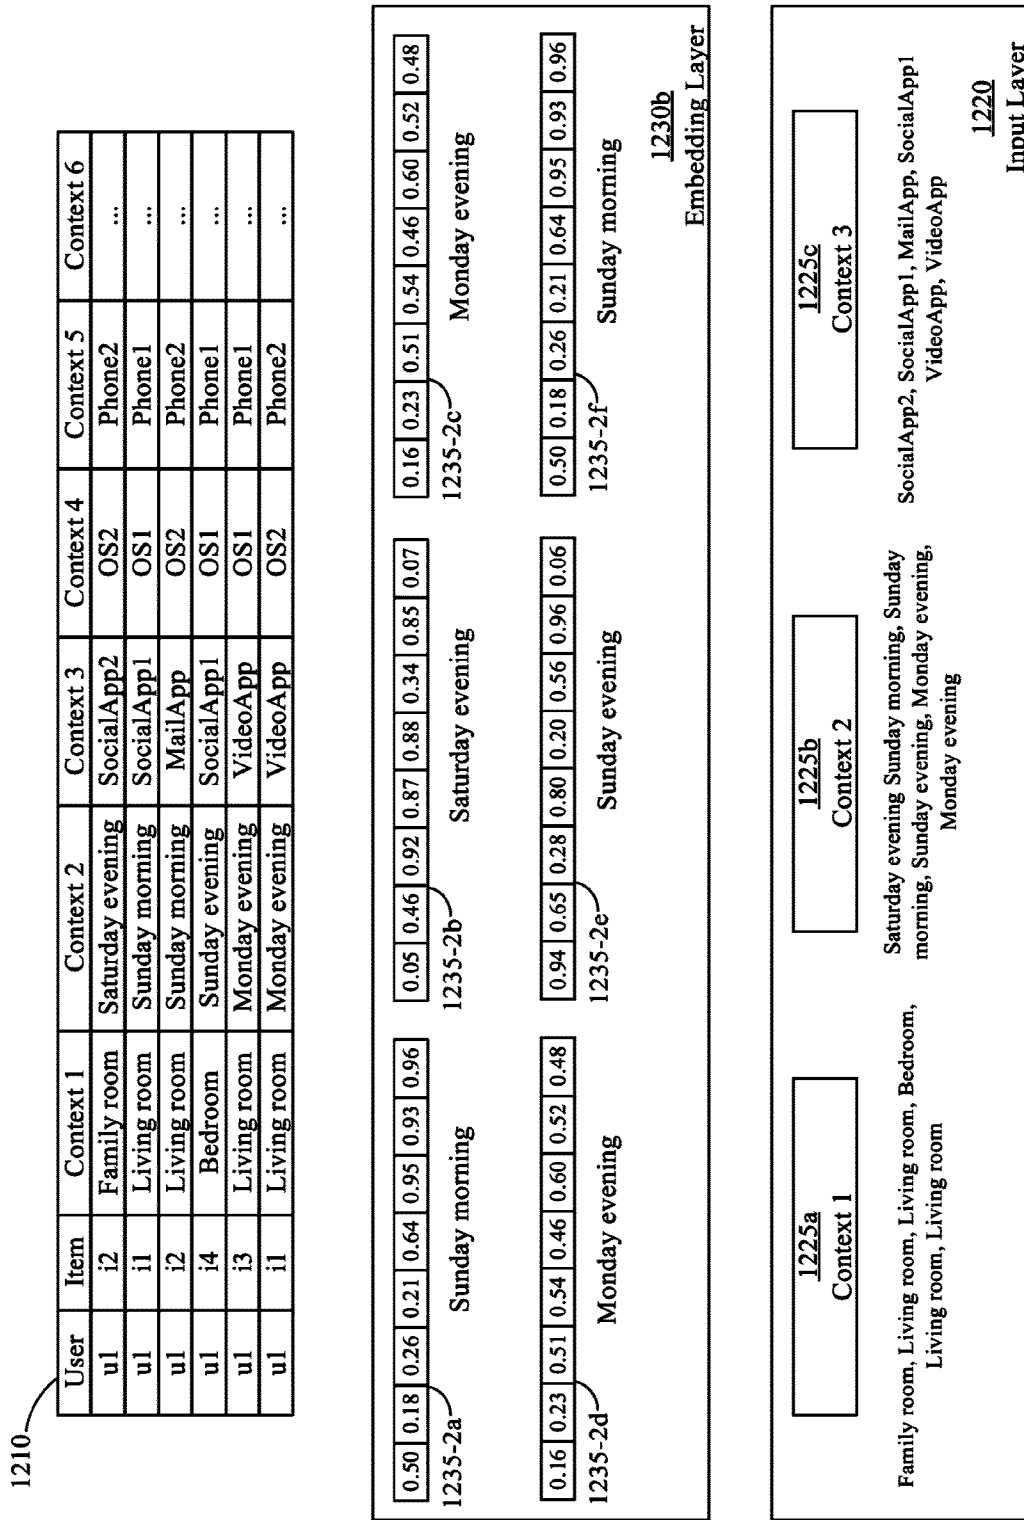 1210
User Item Context 1 Context 2 Context 3 Context 4 Context 5 Context 6
u1 i2 Family room Saturday evening SocialApp2 OS2 Phone2 ...
u1 i1 Living room Sunday morning SocialApp1 OS1 Phone1 ...
u1 i2 Living room Sunday morning MailApp OS2 Phone2 ...
u1 i4 Bedroom Sunday evening SocialApp1 OS1 Phone1 ...
u1 i3 Living room Monday evening VideoApp OS1 Phone1 ...
u1 i1 Living room Monday evening VideoApp OS2 Phone2 ...
0.50 0.18 0.26 0.21 0.64 0.95 0.93 0.96
1235-2a
Sunday morning
0.05 0.46 0.92 0.87 0.88 0.34 0.85 0.07
1235-2b
Saturday evening
0.16 0.23 0.51 0.54 0.46 0.60 0.52 0.48
1235-2c
Monday evening
0.16 0.23 0.51 0.54 0.46 0.60 0.52 0.48
1235-2d
Monday evening
0.94 0.65 0.28 0.80 0.20 0.56 0.96 0.06
1235-2e
Sunday evening
0.50 0.18 0.26 0.21 0.64 0.95 0.93 0.96
1235-2f
Sunday morning
1230b
Embedding Layer
1225a
Context 1
Family room, Living room, Living room, Bedroom,
Living room, Living room
1225b
Context 2
Saturday evening Sunday morning, Sunday
morning, Sunday evening, Monday evening,
Monday evening
1225c
Context 3
SocialApp2, SocialApp1, MailApp, SocialApp1
VideoApp, VideoApp
1220
Input Layer